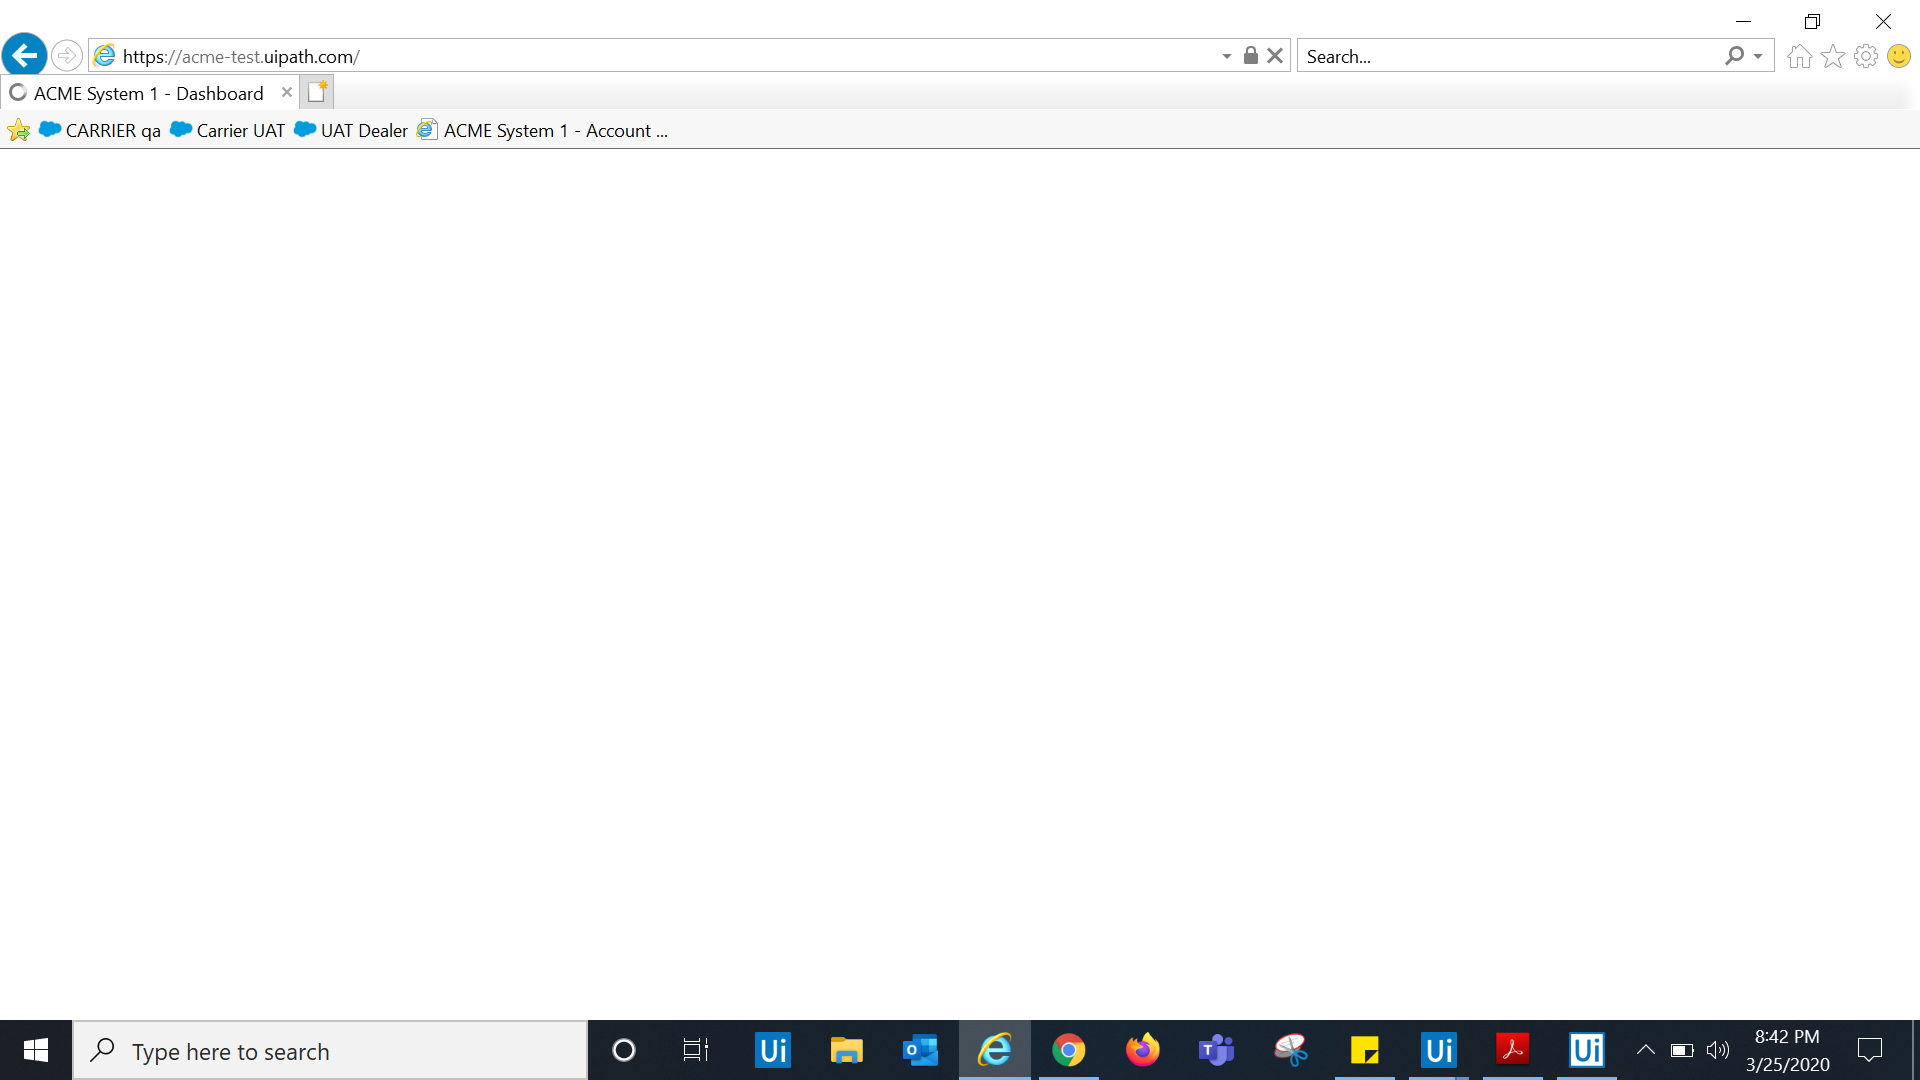 https://acme-test.uipath.com/
Search...
ACME System 1 - Dashboard
CARRIER qa
Carrier UAT
UAT Dealer
ACME System 1 - Account ...
Type here to search
Ui
O
T
Ui
Ui
8:42 PM
3/25/2020